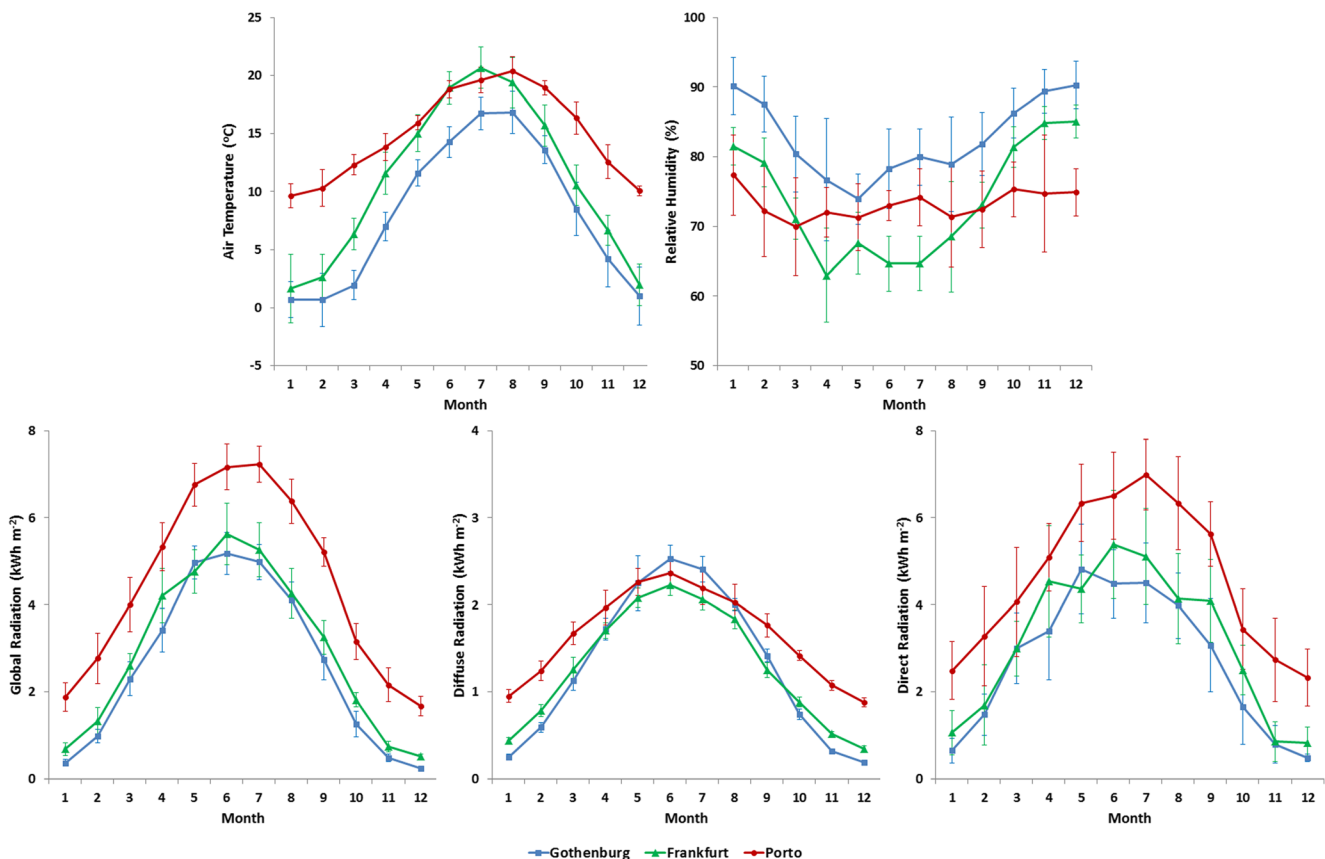 25
20
15
10
5
0
-5
Air Temperature (°C)
1 2 3 4 5 6 7 8 9 10 11 12
Month
100
90
80
70
60
50
Relative Humidity (%)
1 2 3 4 5 6 7 8 9 10 11 12
Month
8
6
4
2
0
Global Radiation (kWh m-2)
1 2 3 4 5 6 7 8 9 10 11 12
Month
4
3
2
1
0
Diffuse Radiation (kWh m-2)
1 2 3 4 5 6 7 8 9 10 11 12
Month
8
6
4
2
0
Direct Radiation (kWh m-2)
1 2 3 4 5 6 7 8 9 10 11 12
Month
Gothenburg Frankfurt Porto